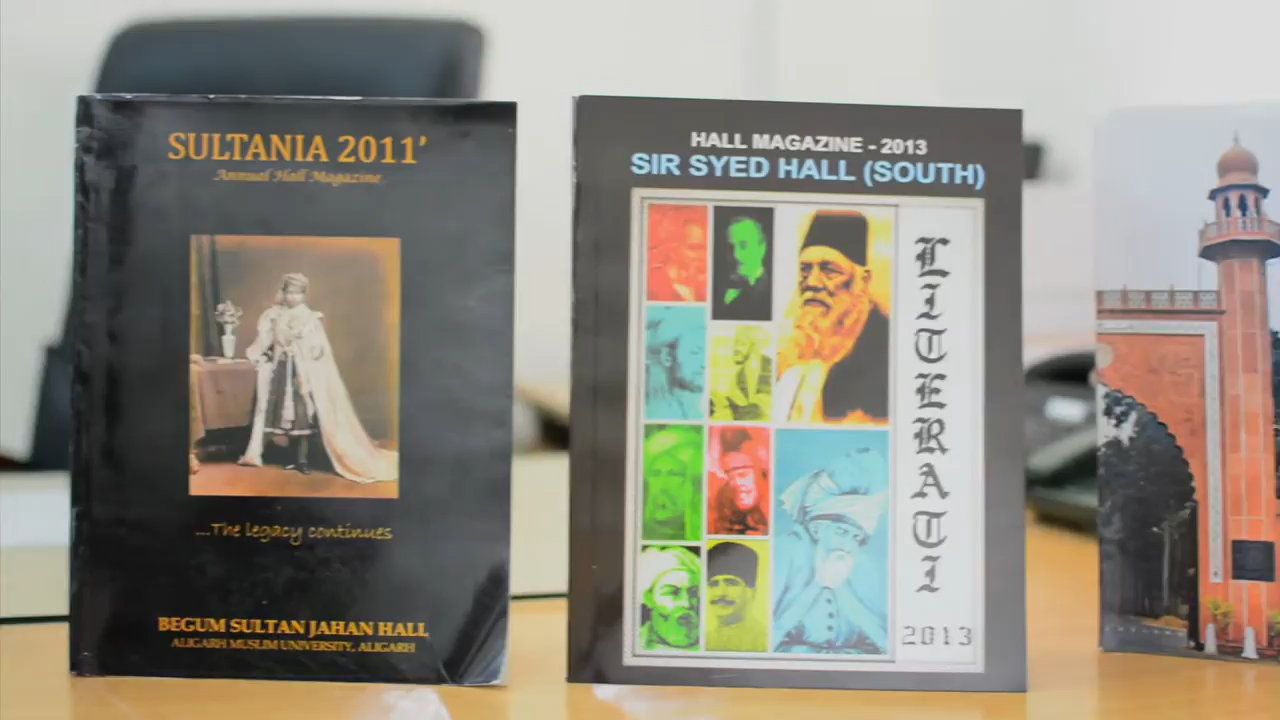 SULTANIA 2011'
Annual Hall Magazine
...The legacy continues
BEGUM SULTAN JAHAN HALL
ALIGARH MUSLIM UNIVERSITY, ALIGARH
HALL MAGAZINE - 2013
SIR SYED HALL (SOUTH)
LITERATI
2013